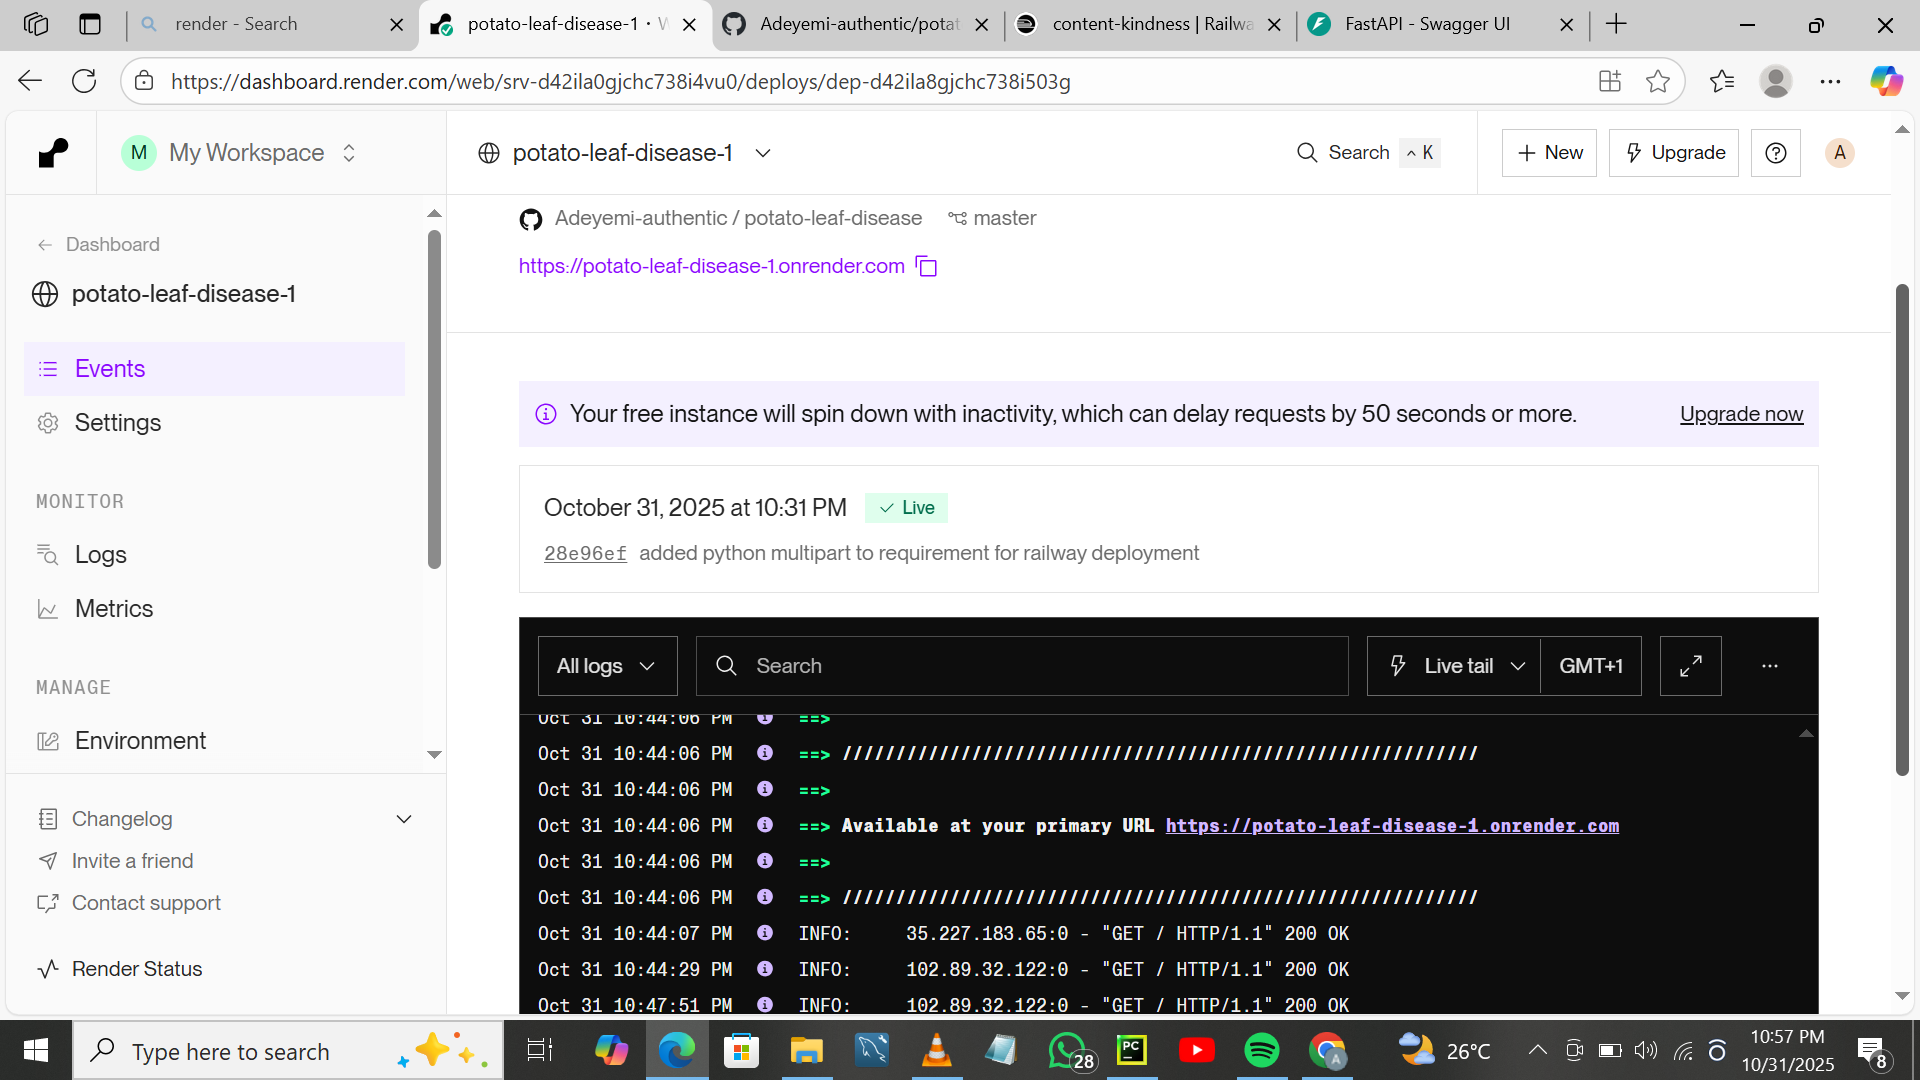 render - Search
potato-leaf-disease-1 · W
Adeyemi-authentic/potat
content-kindness | Railwa
FastAPI - Swagger UI
https://dashboard.render.com/web/srv-d42ila0gjchc738i4vu0/deploys/dep-d42ila8gjchc738i503g
M My Workspace
potato-leaf-disease-1
Search ^ K
+ New
Upgrade
A
Dashboard
potato-leaf-disease-1
Events
Settings
MONITOR
Logs
Metrics
MANAGE
Environment
Changelog
Invite a friend
Contact support
Render Status
Adeyemi-authentic / potato-leaf-disease master
https://potato-leaf-disease-1.onrender.com
Your free instance will spin down with inactivity, which can delay requests by 50 seconds or more. Upgrade now
October 31, 2025 at 10:31 PM Live
28e96ef added python multipart to requirement for railway deployment
All logs Search Live tail GMT+1 ...
Oct 31 10:44:06 PM ==>
Oct 31 10:44:06 PM ==> ///////////////////////////////////////////////////////////
Oct 31 10:44:06 PM ==>
Oct 31 10:44:06 PM ==> Available at your primary URL https://potato-leaf-disease-1.onrender.com
Oct 31 10:44:06 PM ==>
Oct 31 10:44:06 PM ==> ///////////////////////////////////////////////////////////
Oct 31 10:44:07 PM INFO: 35.227.183.65:0 - "GET / HTTP/1.1" 200 OK
Oct 31 10:44:29 PM INFO: 102.89.32.122:0 - "GET / HTTP/1.1" 200 OK
Oct 31 10:47:51 PM INFO: 102.89.32.122:0 - "GET / HTTP/1.1" 200 OK
Type here to search
28
PC
A
26°C
10:57 PM
10/31/2025
8